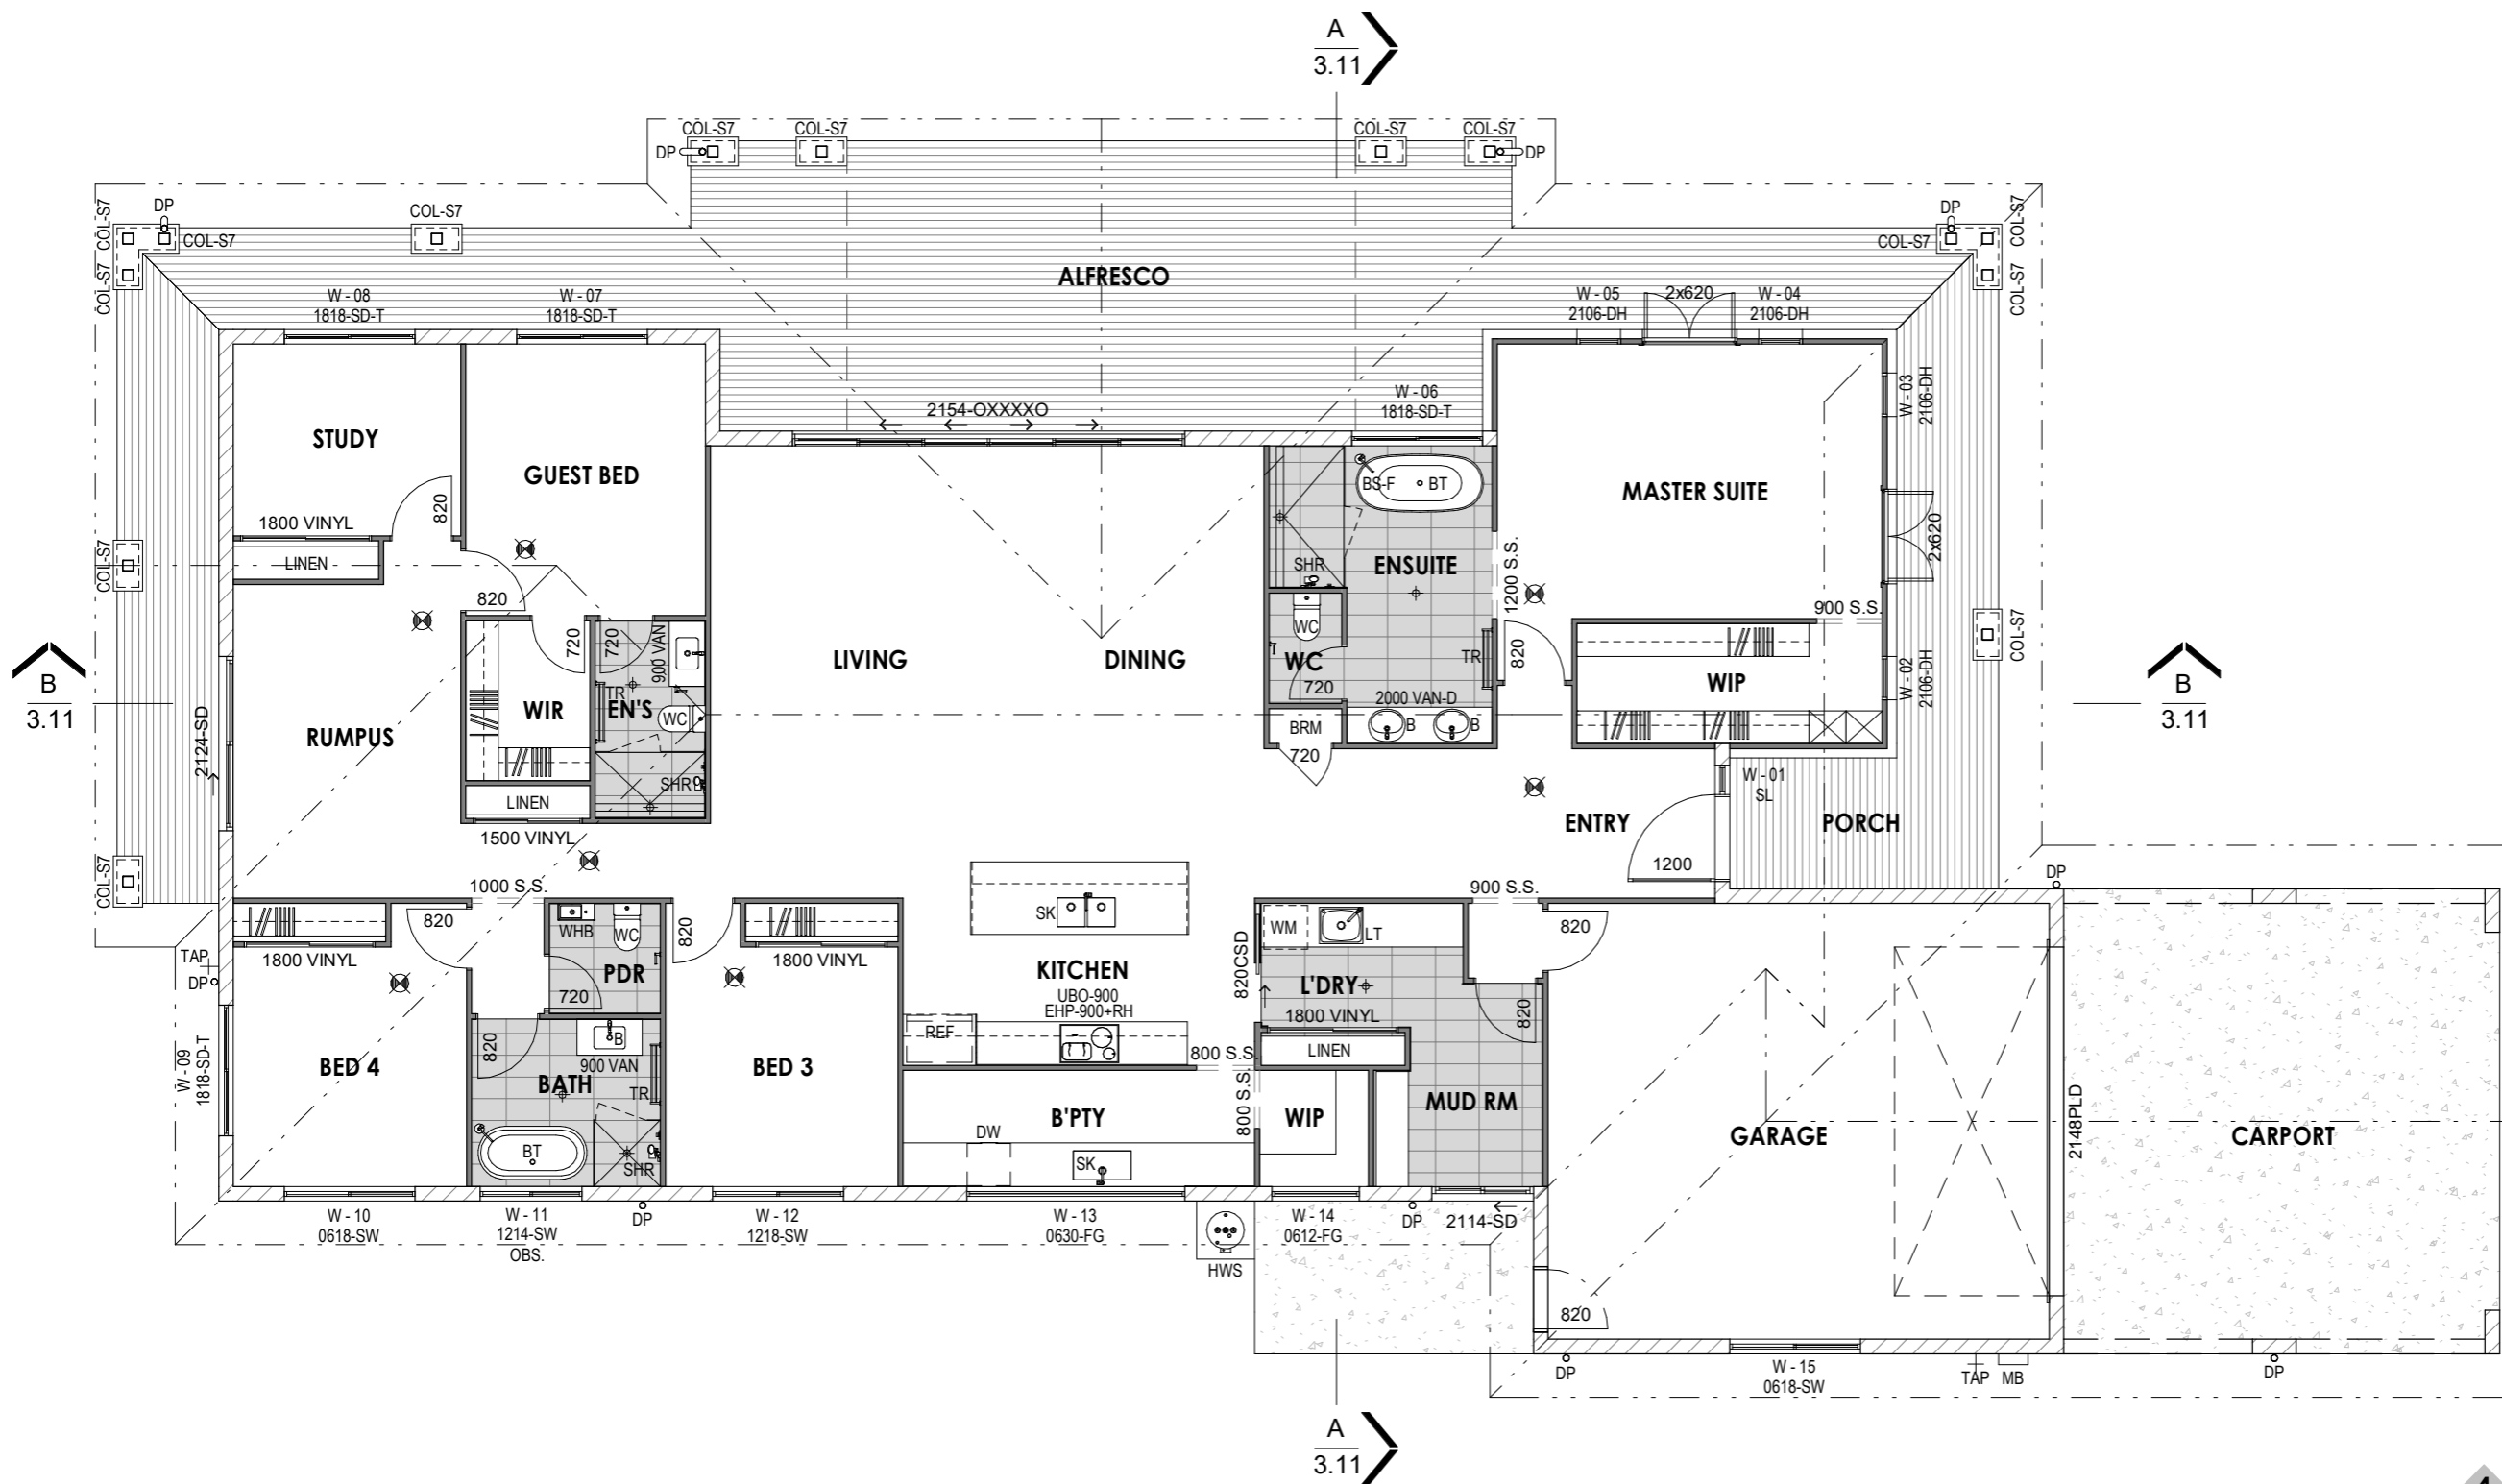 A
3.11
COL-S7
COL-S7
COL-S7
COL-S7
DP
DP
COL-S7
DP
COL-S7
COL-S7
COL-S7
COL-S7
DP
COL-S7
COL-S7
COL-S7
ALFRESCO
W - 08
1818-SD-T
W - 07
1818-SD-T
W - 05
2106-DH
2x620
W - 04
2106-DH
W - 06
1818-SD-T
W - 03
2106-DH
2154-OXXXXO
STUDY
GUEST BED
MASTER SUITE
BS-F
BT
820
1800 VINYL
LINEN
COL-S7
2x620
SHR
ENSUITE
1200 S.S.
820
900 S.S.
COL-S7
WC
720
720
900 VAN
LIVING
DINING
WC
TR
820
720
WIP
W - 02
2106-DH
B
3.11
B
3.11
2124-SD
RUMPUS
WIR
TR
EN'S
WC
2000 VAN-D
B
B
BRM
720
SHR
LINEN
1500 VINYL
W - 01
SL
ENTRY
PORCH
1200
COL-S7
1000 S.S.
900 S.S.
DP
820
WHB
WC
820
SK
WM
LT
820
TAP
DP
1800 VINYL
PDR
720
1800 VINYL
KITCHEN
UBO-900
EHP-900+RH
820CSD
L'DRY
1800 VINYL
820
REF
LINEN
800 S.S.
W - 09
1818-SD-T
BED 4
820
B
900 VAN
BATH
TR
BED 3
B'PTY
800 S.S.
WIP
MUD RM
GARAGE
2148PLD
CARPORT
BT
SHR
DW
SK
W - 10
0618-SW
W - 11
1214-SW
OBS.
DP
W - 12
1218-SW
W - 13
0630-FG
HWS
W - 14
0612-FG
DP
2114-SD
820
DP
W - 15
0618-SW
TAP
MB
DP
A
3.11